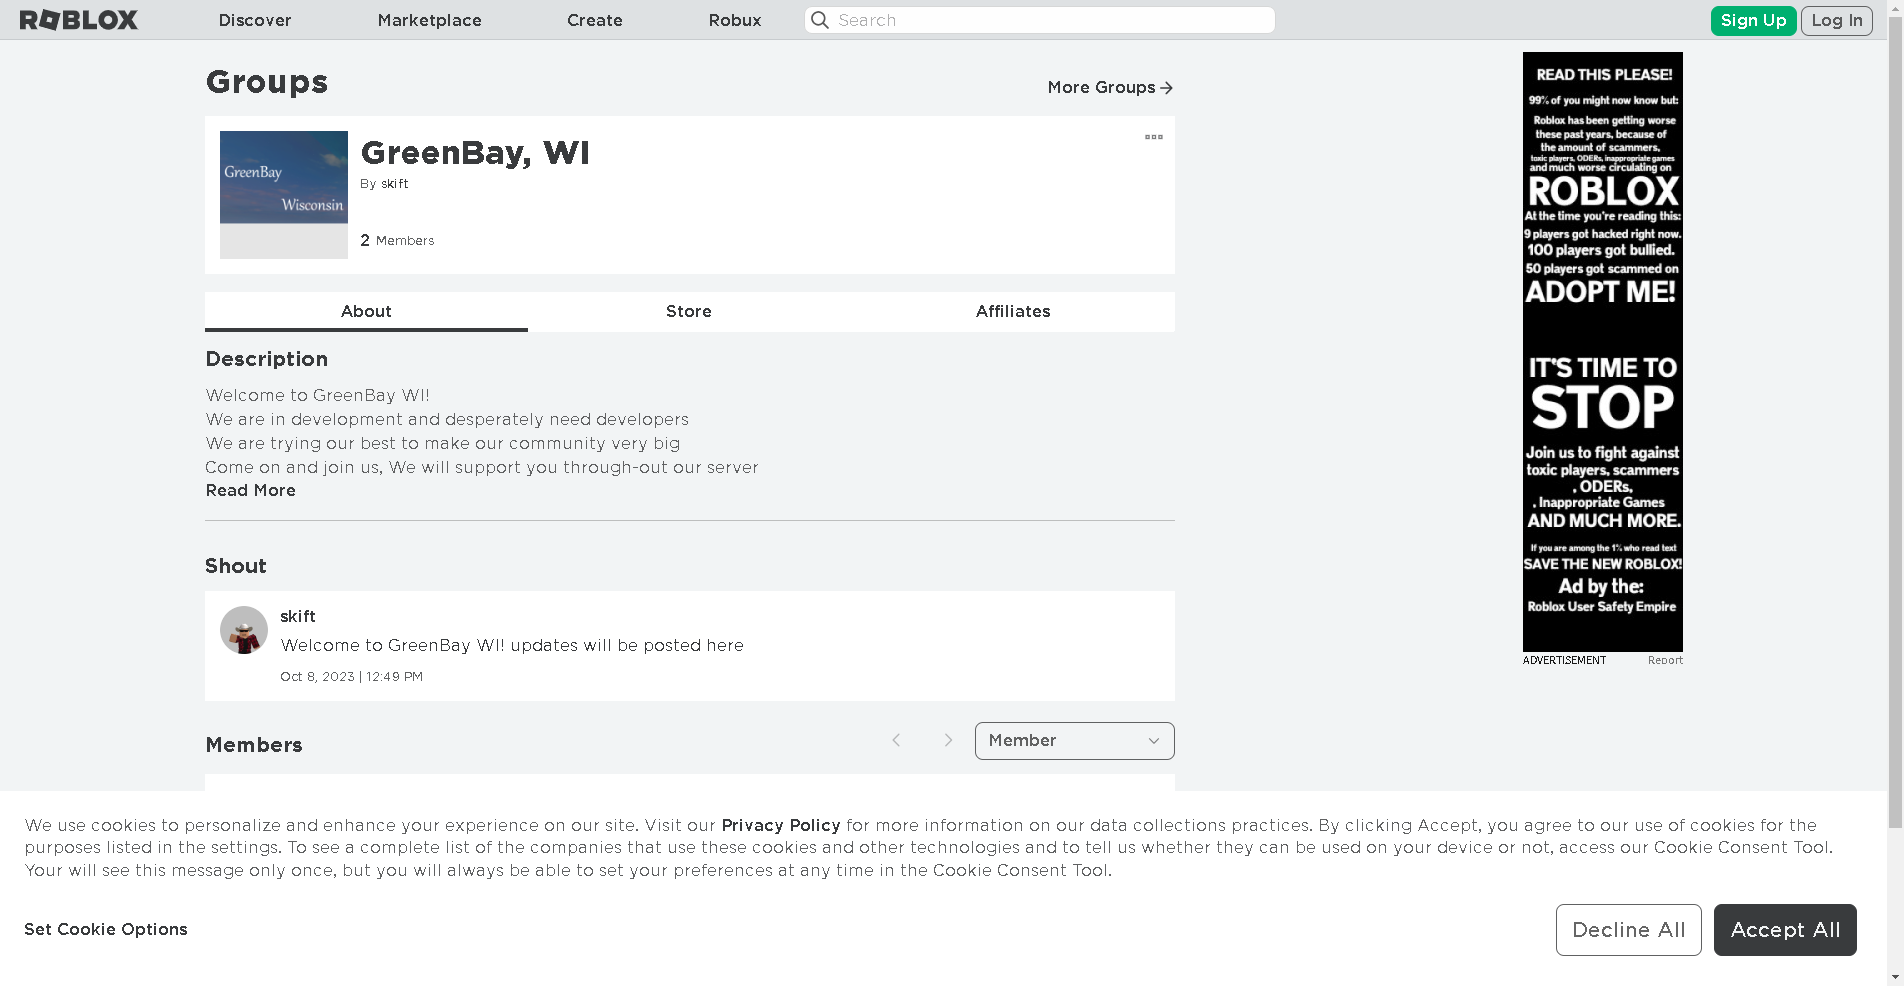 ROBLOX
Discover
Marketplace
Create
Robux
Search
Sign Up
Log In
Groups
More Groups
GreenBay
Wisconsin
GreenBay, WI
By skift
2 Members
About
Store
Affiliates
Description
Welcome to GreenBay WI!
We are in development and desperately need developers
We are trying our best to make our community very big
Come on and join us, We will support you through-out our server
Read More
Shout
skift
Welcome to GreenBay WI! updates will be posted here
Oct 8, 2023 | 12:49 PM
Members
Member
READ THIS PLEASE!
99% of you might now know but:
Roblox has been getting worse
these past years, because of
the amount of scammers,
toxic players, ODERs, inappropriate games
and much worse circulating on
ROBLOX
At the time you're reading this:
9 players got hacked right now.
100 players got bullied.
50 players got scammed on
ADOPT ME!
IT'S TIME TO
STOP
Join us to fight against
toxic players, scammers
, ODERs,
, Inappropriate Games
AND MUCH MORE.
If you are among the 1% who read text
SAVE THE NEW ROBLOX!
Ad by the:
Roblox User Safety Empire
ADVERTISEMENT
Report
We use cookies to personalize and enhance your experience on our site. Visit our Privacy Policy for more information on our data collections practices. By clicking Accept, you agree to our use of cookies for the
purposes listed in the settings. To see a complete list of the companies that use these cookies and other technologies and to tell us whether they can be used on your device or not, access our Cookie Consent Tool.
Your will see this message only once, but you will always be able to set your preferences at any time in the Cookie Consent Tool.
Set Cookie Options
Decline All
Accept All